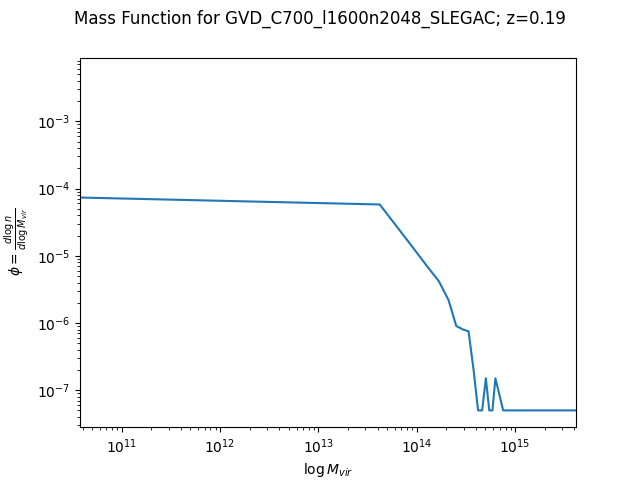 Mass Function for GVD_C700_l1600n2048_SLEGAC; z=0.19
10⁻³
10⁻⁴
10⁻⁵
10⁻⁶
10⁻⁷
ϕ = d log n / d log M_vir
10¹¹ 10¹² 10¹³ 10¹⁴ 10¹⁵
log M_vir